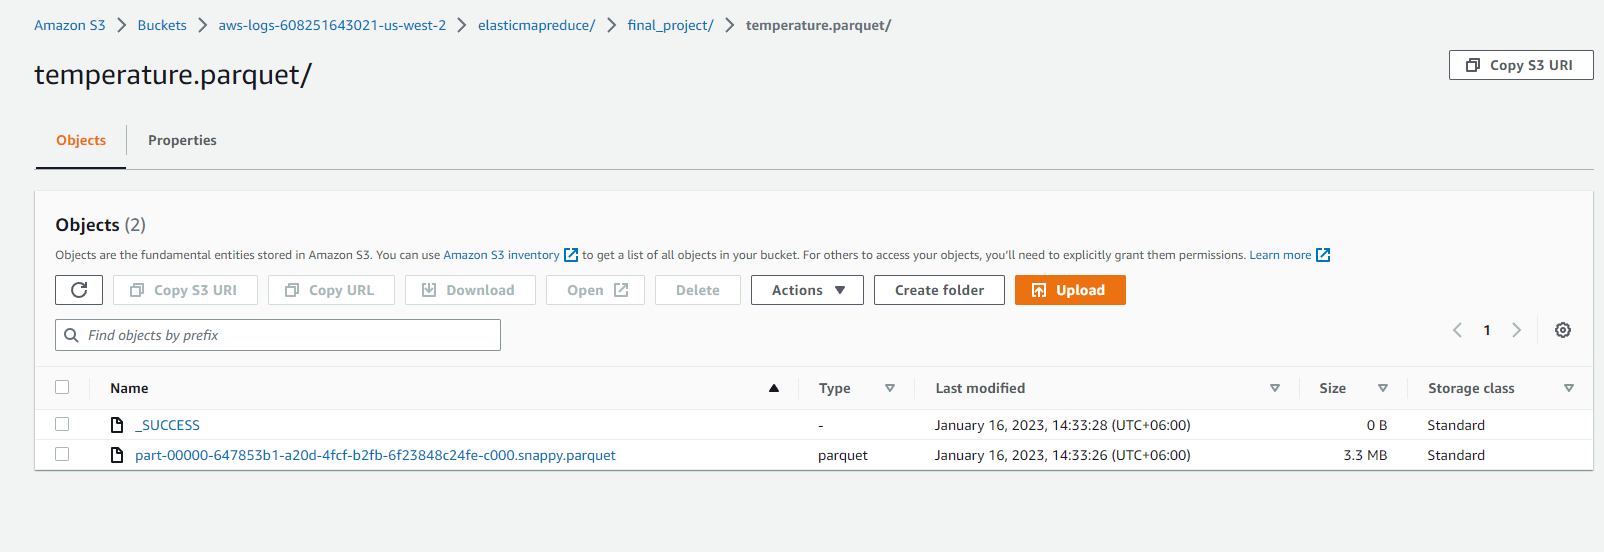 Amazon S3 > Buckets > aws-logs-608251643021-us-west-2 > elasticmapreduce/ > final_project/ > temperature.parquet/
temperature.parquet/
Copy S3 URI
Objects Properties
Objects (2)
Objects are the fundamental entities stored in Amazon S3. You can use Amazon S3 inventory to get a list of all objects in your bucket. For others to access your objects, you'll need to explicitly grant them permissions. Learn more
Copy S3 URI Copy URL Download Open Delete Actions Create folder Upload
Find objects by prefix
1
Name Type Last modified Size Storage class
_SUCCESS - January 16, 2023, 14:33:28 (UTC+06:00) 0 B Standard
part-00000-647853b1-a20d-4fcf-b2fb-6f23848c24fe-c000.snappy.parquet parquet January 16, 2023, 14:33:26 (UTC+06:00) 3.3 MB Standard